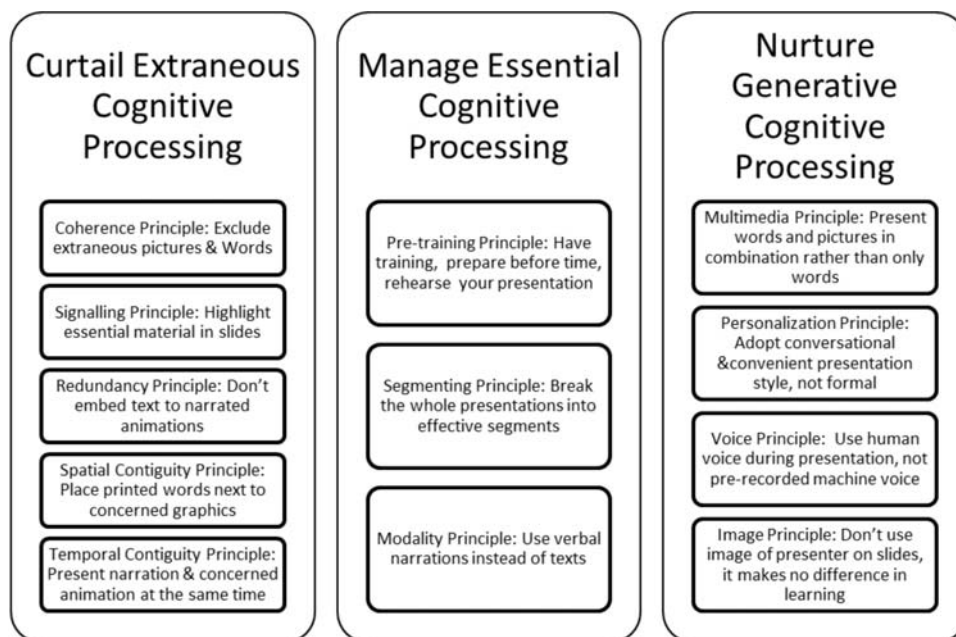 Curtail Extraneous
Cognitive
Processing
Coherence Principle: Exclude
extraneous pictures & Words
Signalling Principle: Highlight
essential material in slides
Redundancy Principle: Don't
embed text to narrated
animations
Spatial Contiguity Principle:
Place printed words next to
concerned graphics
Temporal Contiguity Principle:
Present narration & concerned
animation at the same time
Manage Essential
Cognitive
Processing
Pre-training Principle: Have
training, prepare before time,
rehearse your presentation
Segmenting Principle: Break
the whole presentations into
effective segments
Modality Principle: Use verbal
narrations instead of texts
Nurture
Generative
Cognitive
Processing
Multimedia Principle: Present
words and pictures in
combination rather than only
words
Personalization Principle:
Adopt conversational
&convenient presentation
style, not formal
Voice Principle: Use human
voice during presentation, not
pre-recorded machine voice
Image Principle: Don't use
image of presenter on slides,
it makes no difference in
learning